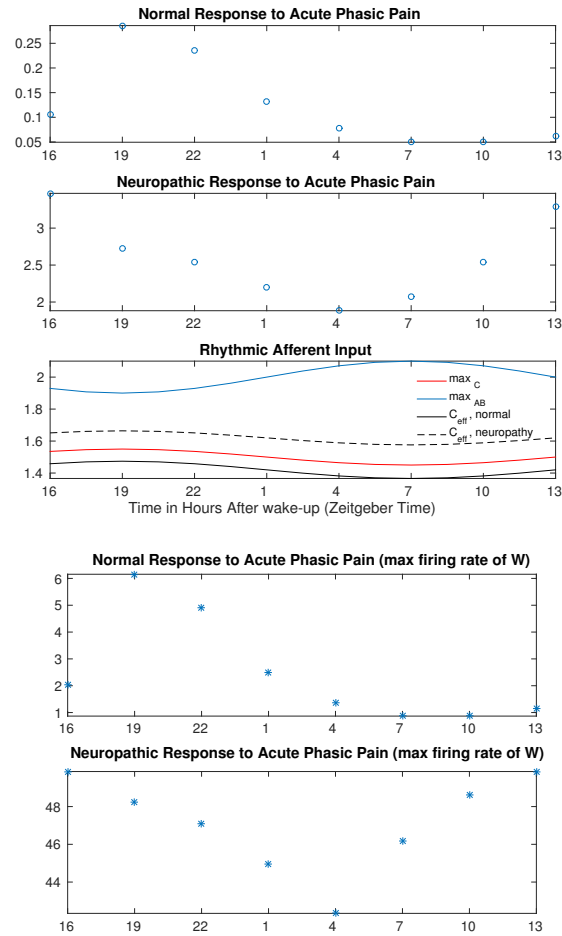 Normal Response to Acute Phasic Pain
0.25
0.2
0.15
0.1
0.05
16 19 22 1 4 7 10 13
Neuropathic Response to Acute Phasic Pain
3
2.5
2
16 19 22 1 4 7 10 13
Rhythmic Afferent Input
2
1.8
1.6
1.4
max C
max AB
C eff, normal
C eff, neuropathy
16 19 22 1 4 7 10 13
Time in Hours After wake-up (Zeitgeber Time)
Normal Response to Acute Phasic Pain (max firing rate of W)
6
5
4
3
2
1
16 19 22 1 4 7 10 13
Neuropathic Response to Acute Phasic Pain (max firing rate of W)
48
46
44
42
16 19 22 1 4 7 10 13